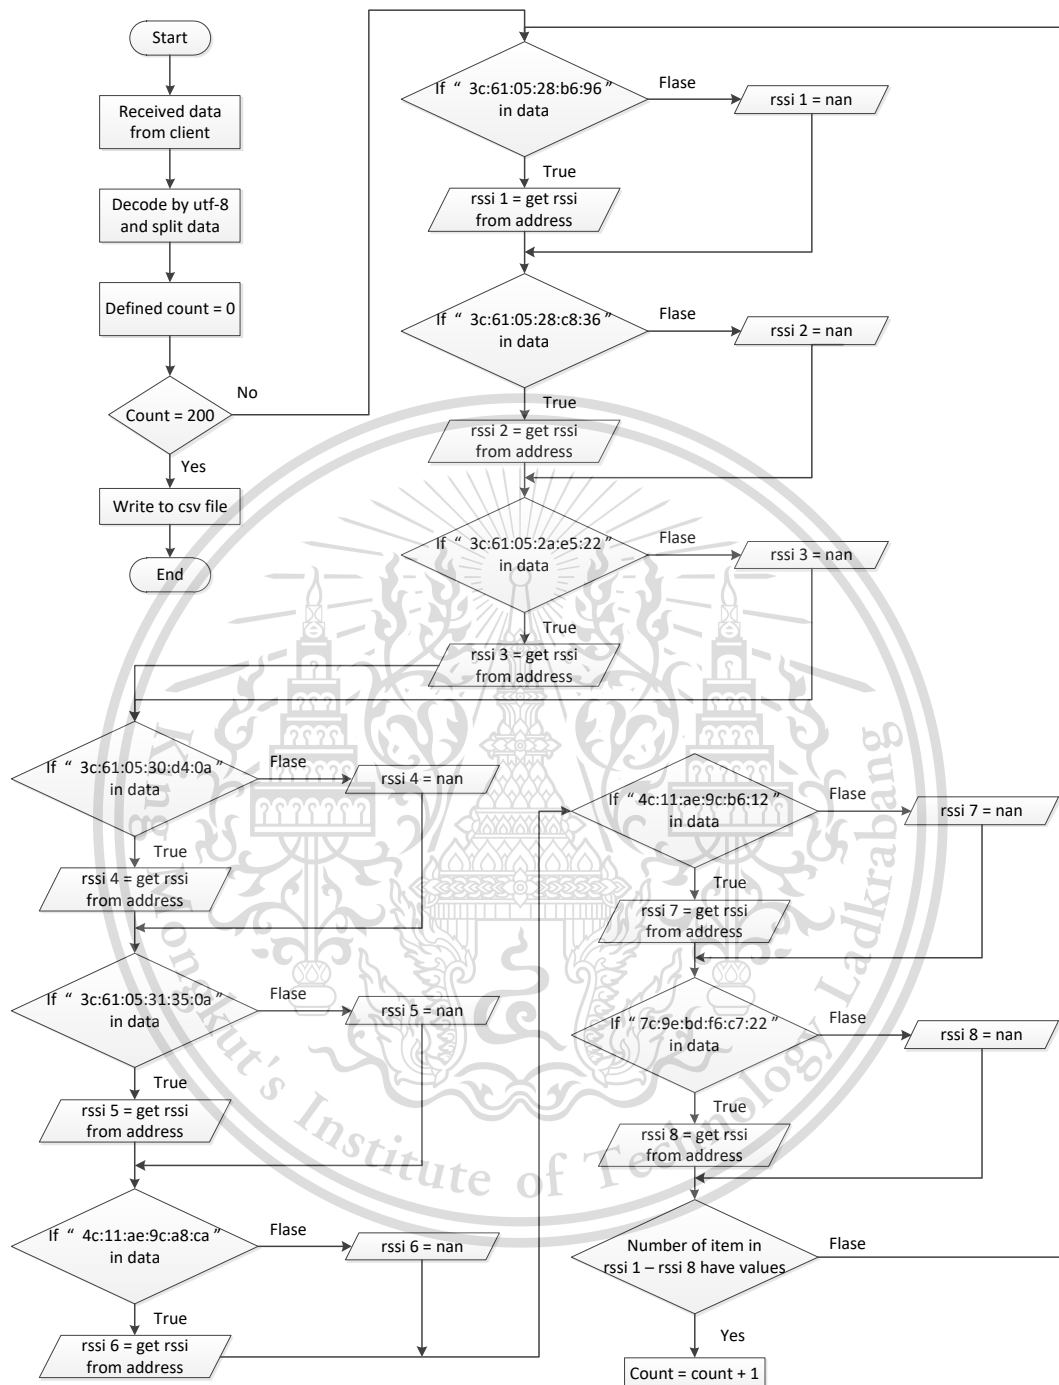 Start
Received data
from client
Decode by utf-8
and split data
Defined count = 0
Count = 200
No
Yes
Write to csv file
End
If “ 3c:61:05:28:b6:96 ”
in data
Flase
rssi 1 = nan
True
rssi 1 = get rssi
from address
If “ 3c:61:05:28:c8:36 ”
in data
Flase
rssi 2 = nan
True
rssi 2 = get rssi
from address
If “ 3c:61:05:2a:e5:22 ”
in data
Flase
rssi 3 = nan
True
rssi 3 = get rssi
from address
If “ 3c:61:05:30:d4:0a ”
in data
Flase
rssi 4 = nan
True
rssi 4 = get rssi
from address
If “ 3c:61:05:31:35:0a ”
in data
Flase
rssi 5 = nan
True
rssi 5 = get rssi
from address
If “ 4c:11:ae:9c:a8:ca ”
in data
Flase
rssi 6 = nan
True
rssi 6 = get rssi
from address
If “ 4c:11:ae:9c:b6:12 ”
in data
Flase
rssi 7 = nan
True
rssi 7 = get rssi
from address
If “ 7c:9e:bd:f6:c7:22 ”
in data
Flase
rssi 8 = nan
True
rssi 8 = get rssi
from address
Number of item in
rssi 1 – rssi 8 have values
Flase
Yes
Count = count + 1
King Mongkut's Institute of Technology Ladkrabang